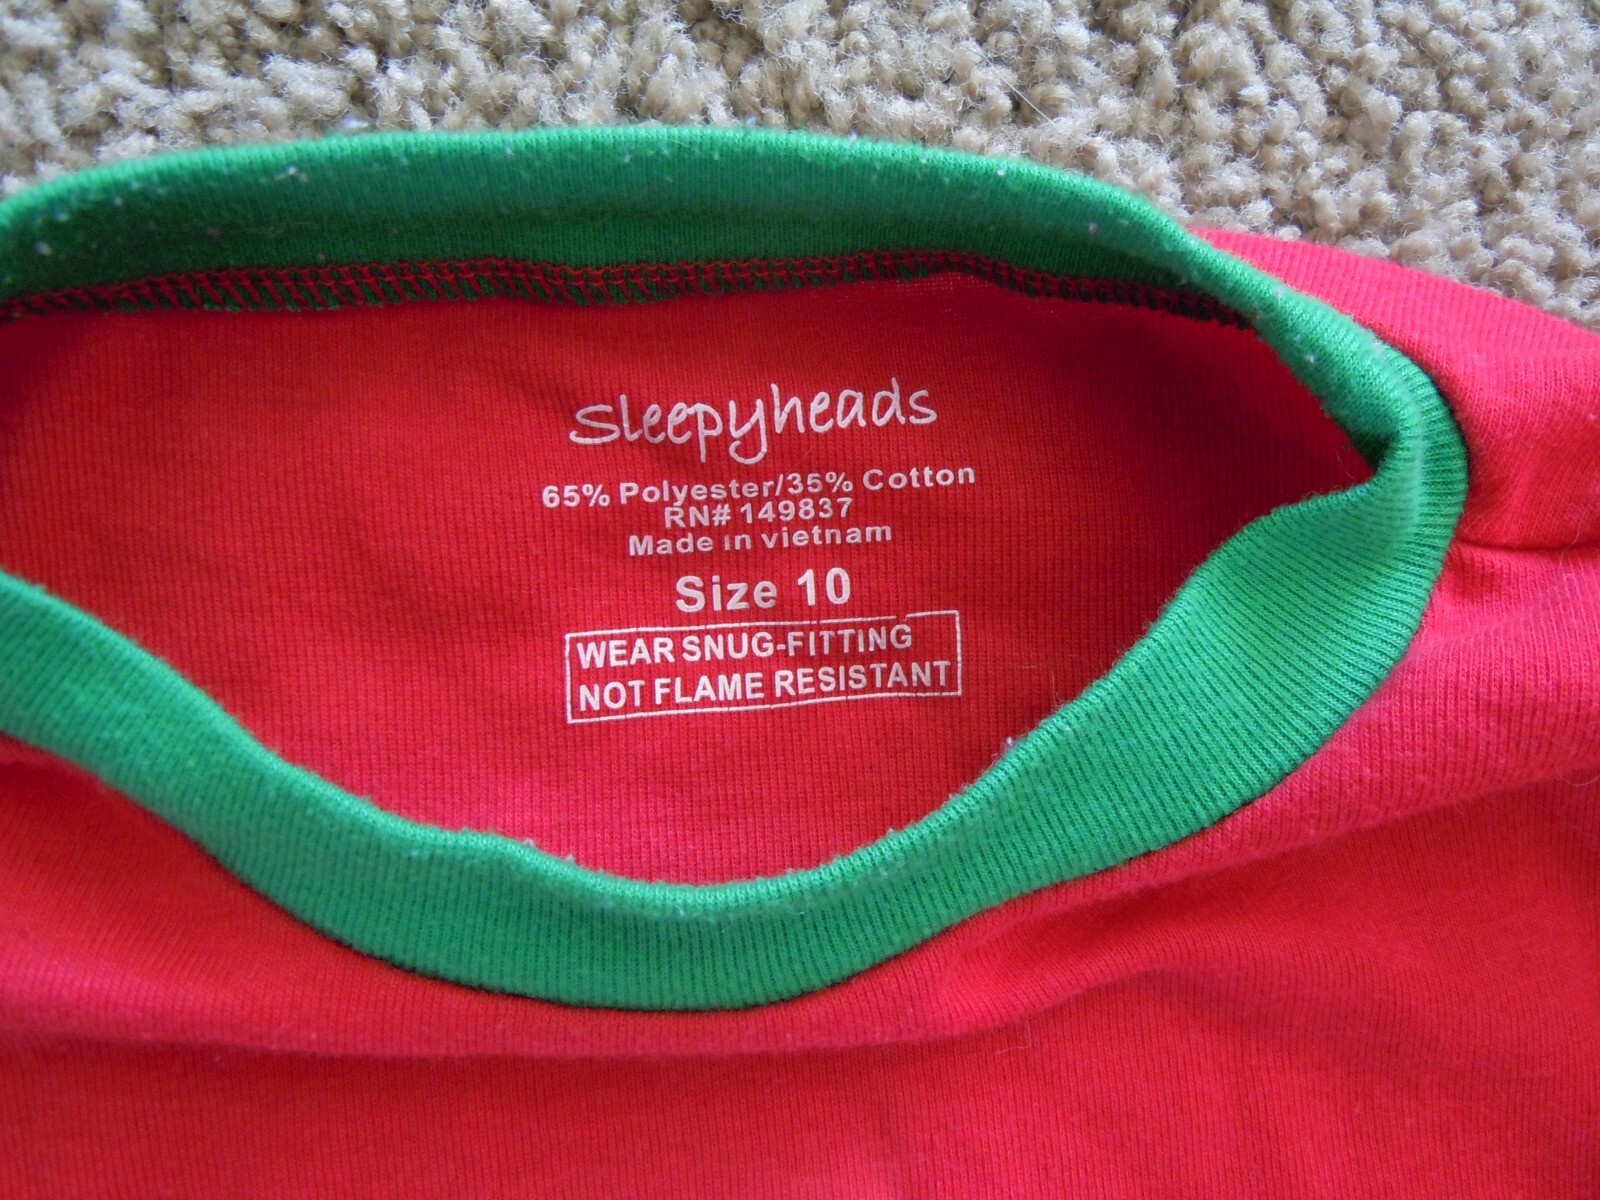 sleepyheads
65% Polyester/35% Cotton
RN# 149837
Made in vietnam
Size 10
WEAR SNUG-FITTING
NOT FLAME RESISTANT